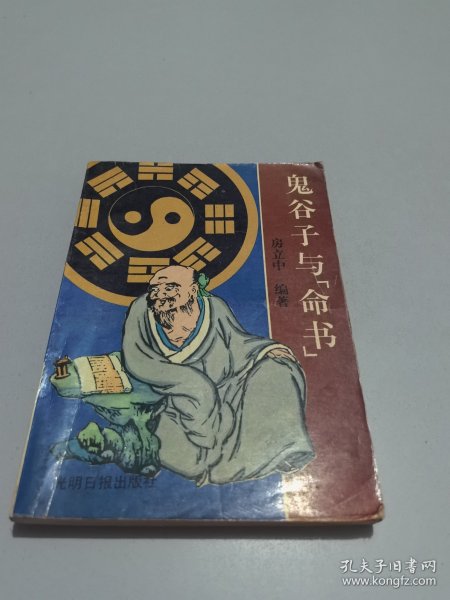 鬼谷子与「命书」
房立中 编著
光明日报出版社
孔夫子旧书网
www.kongfz.com